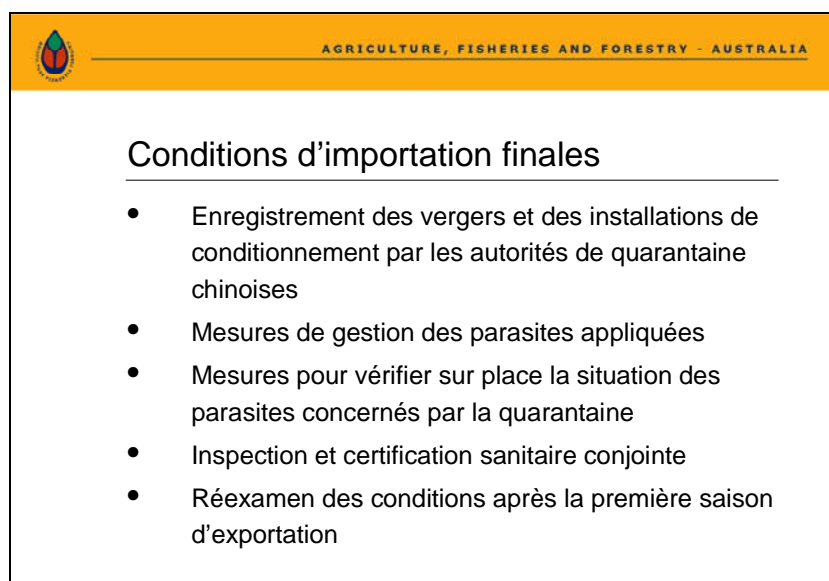 AGRICULTURE, FISHERIES AND FORESTRY - AUSTRALIA
Conditions d'importation finales
• Enregistrement des vergers et des installations de
conditionnement par les autorités de quarantaine
chinoises
• Mesures de gestion des parasites appliquées
• Mesures pour vérifier sur place la situation des
parasites concernés par la quarantaine
• Inspection et certification sanitaire conjointe
• Réexamen des conditions après la première saison
d'exportation